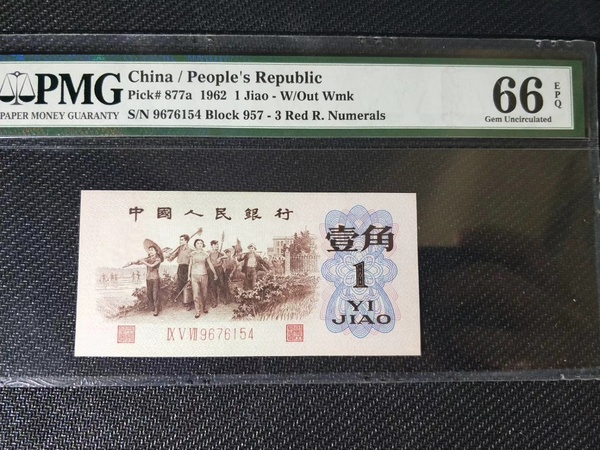 PMG
PAPER MONEY GUARANTY
China / People's Republic
Pick# 877a 1962 1 Jiao - W/Out Wmk
S/N 9676154 Block 957 - 3 Red R. Numerals
66 EPQ
Gem Uncirculated
中國人民銀行
壹角
1
YI
JIAO
IX V VII 9676154